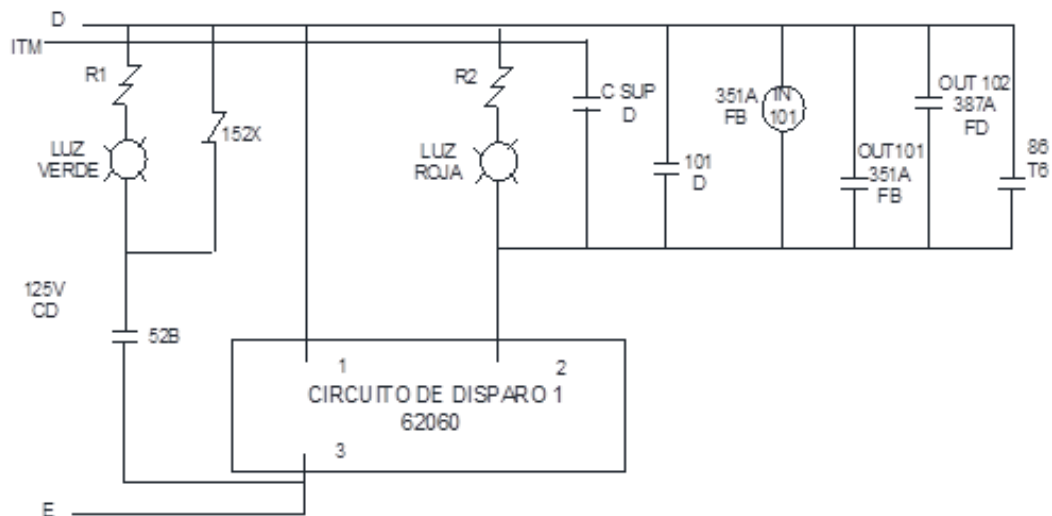 D
ITM
R1
LUZ
VERDE
152X
R2
LUZ
ROJA
C SUP
D
101
D
351A
FB
IN
101
OUT101
351A
FB
OUT 102
387A
FD
86
T6
125V
CD
52B
1
2
CIRCUITO DE DISPARO 1
62060
3
E